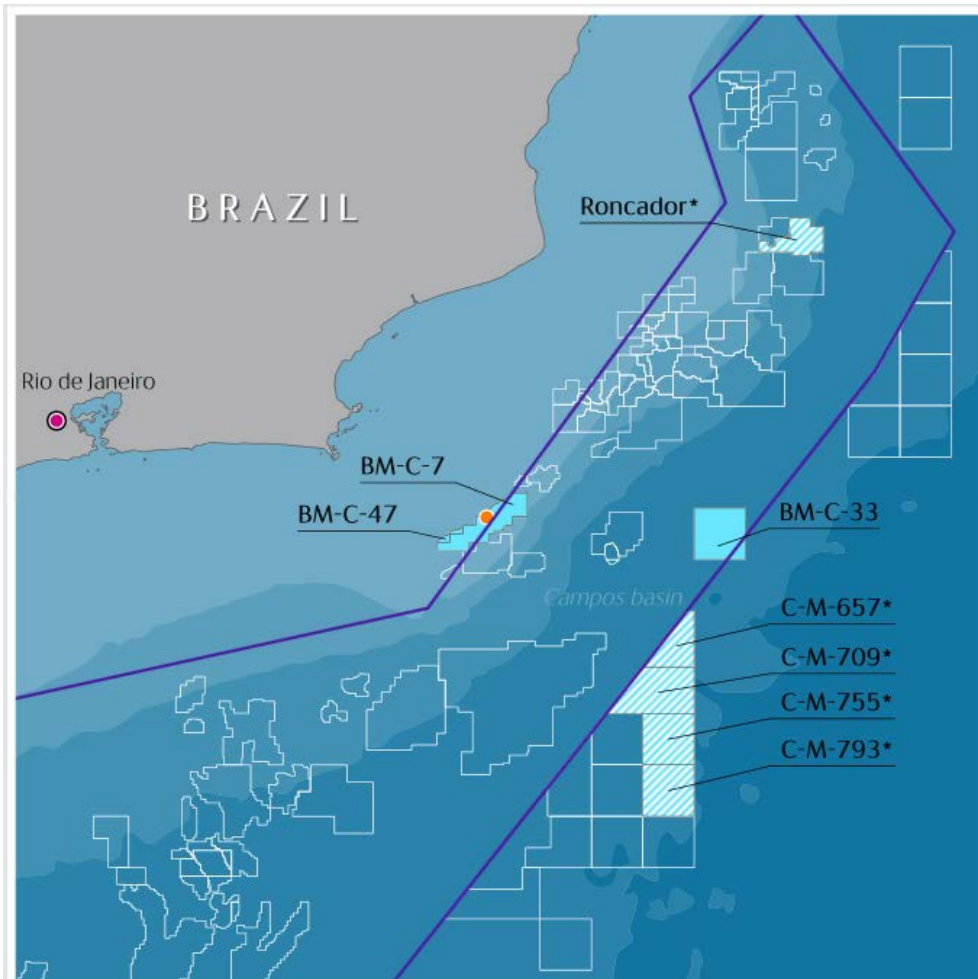 BRAZIL
Roncador*
Rio de Janeiro
BM-C-7
BM-C-47
BM-C-33
Campos basin
C-M-657*
C-M-709*
C-M-755*
C-M-793*